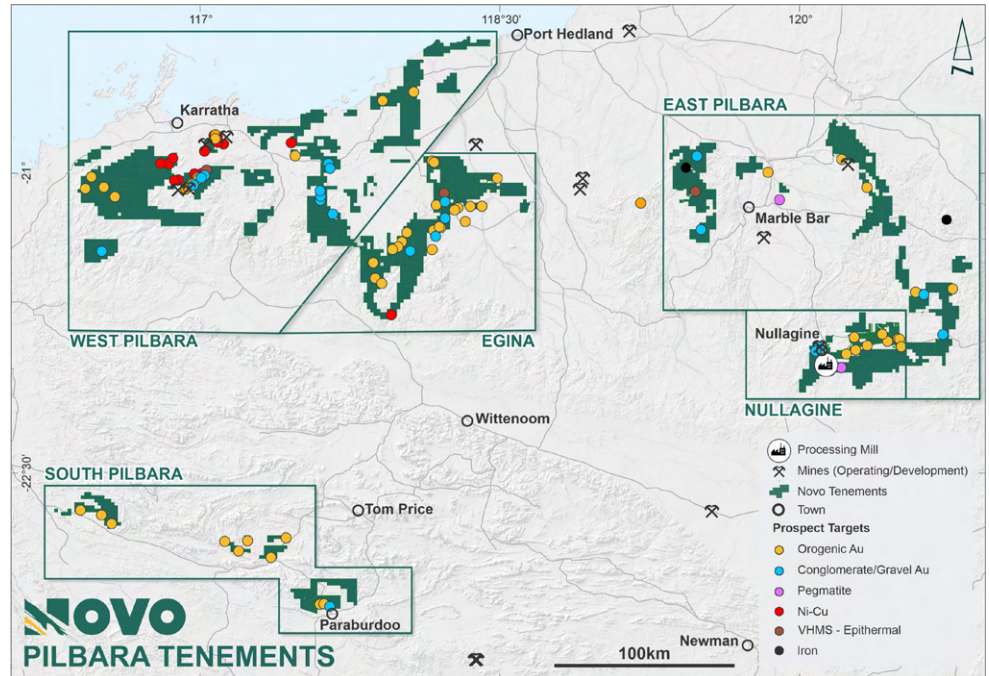 117°
118°30'
120°
Port Hedland
N
Karratha
EAST PILBARA
-21°
Marble Bar
WEST PILBARA
EGINA
Nullagine
NULLAGINE
Wittenoom
-22°30'
SOUTH PILBARA
Tom Price
Processing Mill
Mines (Operating/Development)
Novo Tenements
Town
Prospect Targets
Orogenic Au
Conglomerate/Gravel Au
Pegmatite
Ni-Cu
VHMS - Epithermal
Iron
Paraburdoo
NOVO
PILBARA TENEMENTS
Newman
100km